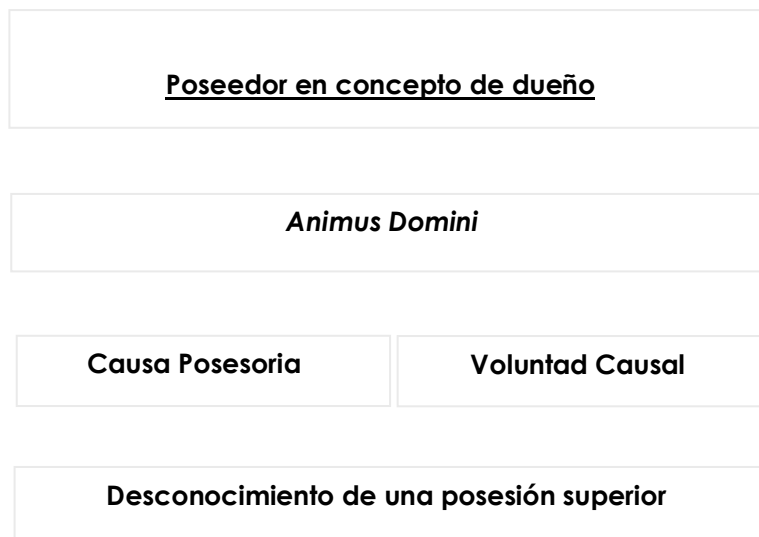 Poseedor en concepto de dueño
Animus Domini
Causa Posesoria
Voluntad Causal
Desconocimiento de una posesión superior